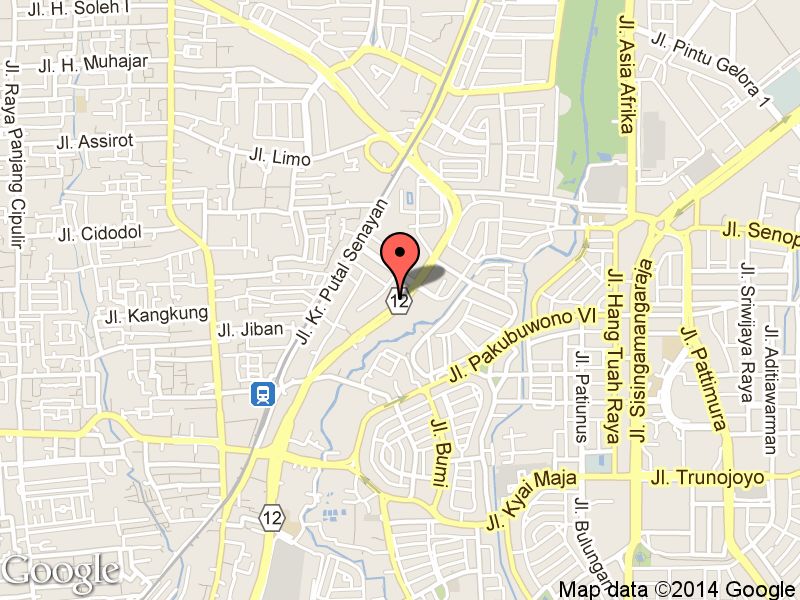 Jl. H. Soleh I
Jl. H. Muhajar
Jl. Raya Panjang Cipulir
Jl. Assirot
Jl. Limo
Jl. Asia Afrika
Jl. Pintu Gelora 1
Jl. Cidodol
Jl. Kr. Putal Senayan
Jl. Senop
Jl. Kangkung
Jl. Jiban
12
Jl. Pakubuwono VI
Jl. Hang Tuah Raya
Jl. Sisingamangaraja
Jl. Sriwijaya Raya
Jl. Aditiawarman
Jl. Patiunus
Jl. Pattimura
Jl. Bumi
Jl. Kyai Maja
Jl. Trunojoyo
12
Jl. Bulungan
Google
Map data ©2014 Google